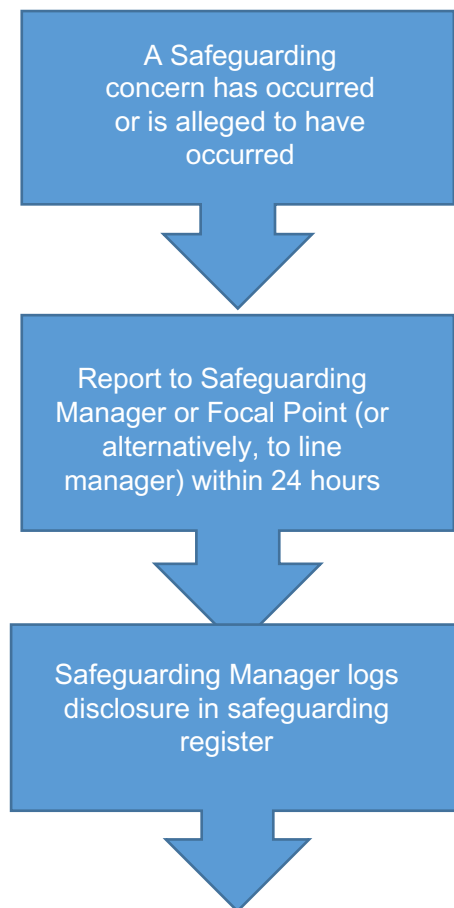 A Safeguarding
concern has occurred
or is alleged to have
occurred
Report to Safeguarding
Manager or Focal Point (or
alternatively, to line
manager) within 24 hours
Safeguarding Manager logs
disclosure in safeguarding
register